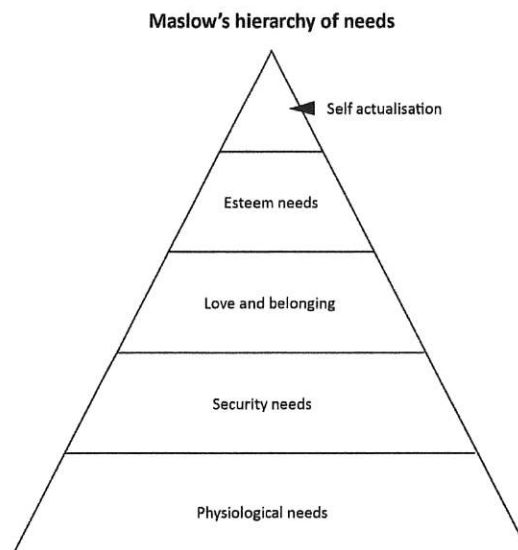 Maslow's hierarchy of needs
Self actualisation
Esteem needs
Love and belonging
Security needs
Physiological needs